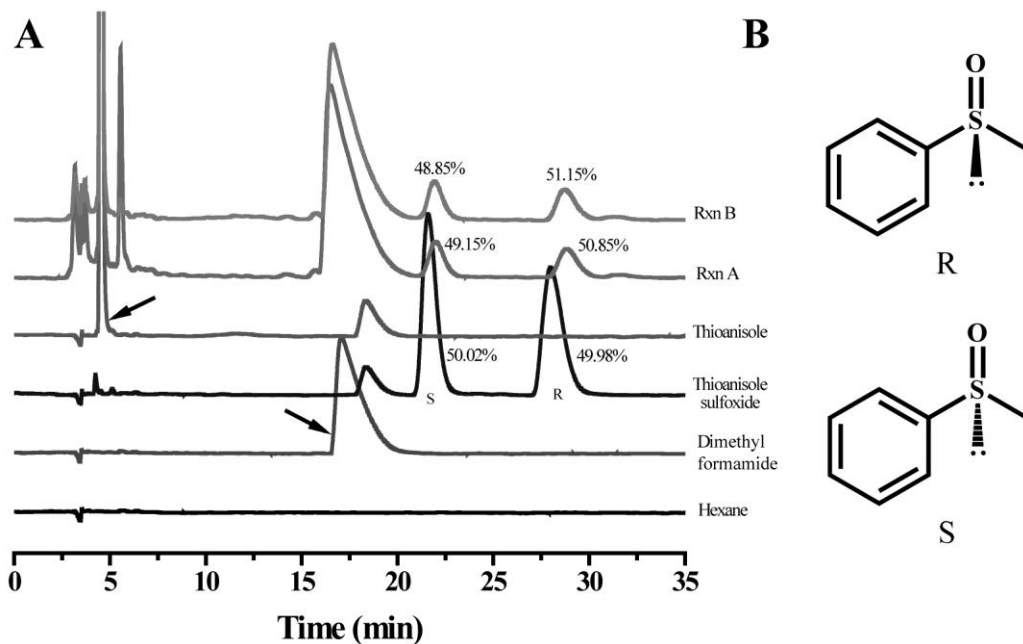 A
B
48.85%
51.15%
Rxn B
49.15%
50.85%
Rxn A
Thioanisole
50.02%
49.98%
S
R
Thioanisole
sulfoxide
Dimethyl
formamide
Hexane
0 5 10 15 20 25 30 35
Time (min)
O
S
R
O
S
S